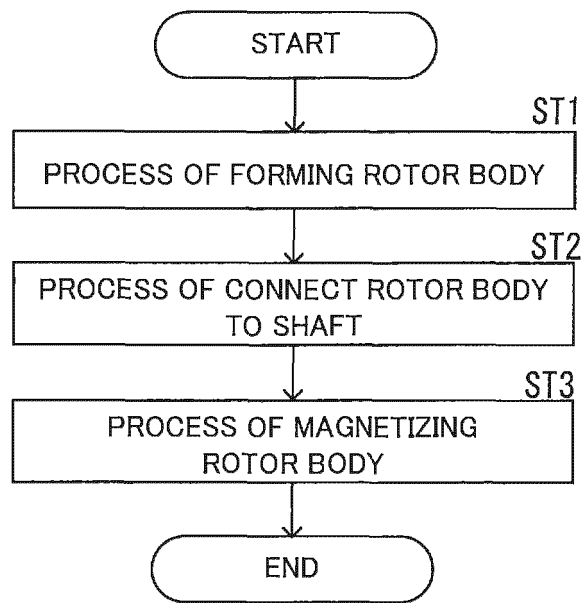 START
ST1
PROCESS OF FORMING ROTOR BODY
ST2
PROCESS OF CONNECT ROTOR BODY
TO SHAFT
ST3
PROCESS OF MAGNETIZING
ROTOR BODY
END